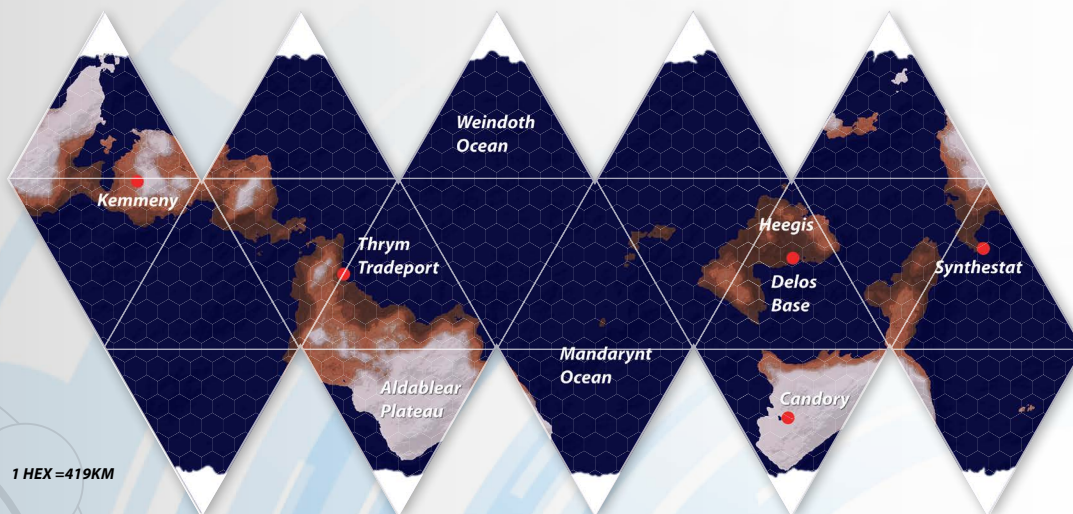 Weindoth
Ocean
Kemmeny
Heegis
Thrym
Tradeport
Synthestat
Delos
Base
Mandarynt
Ocean
Aldablear
Plateau
Candory
1 HEX =419KM